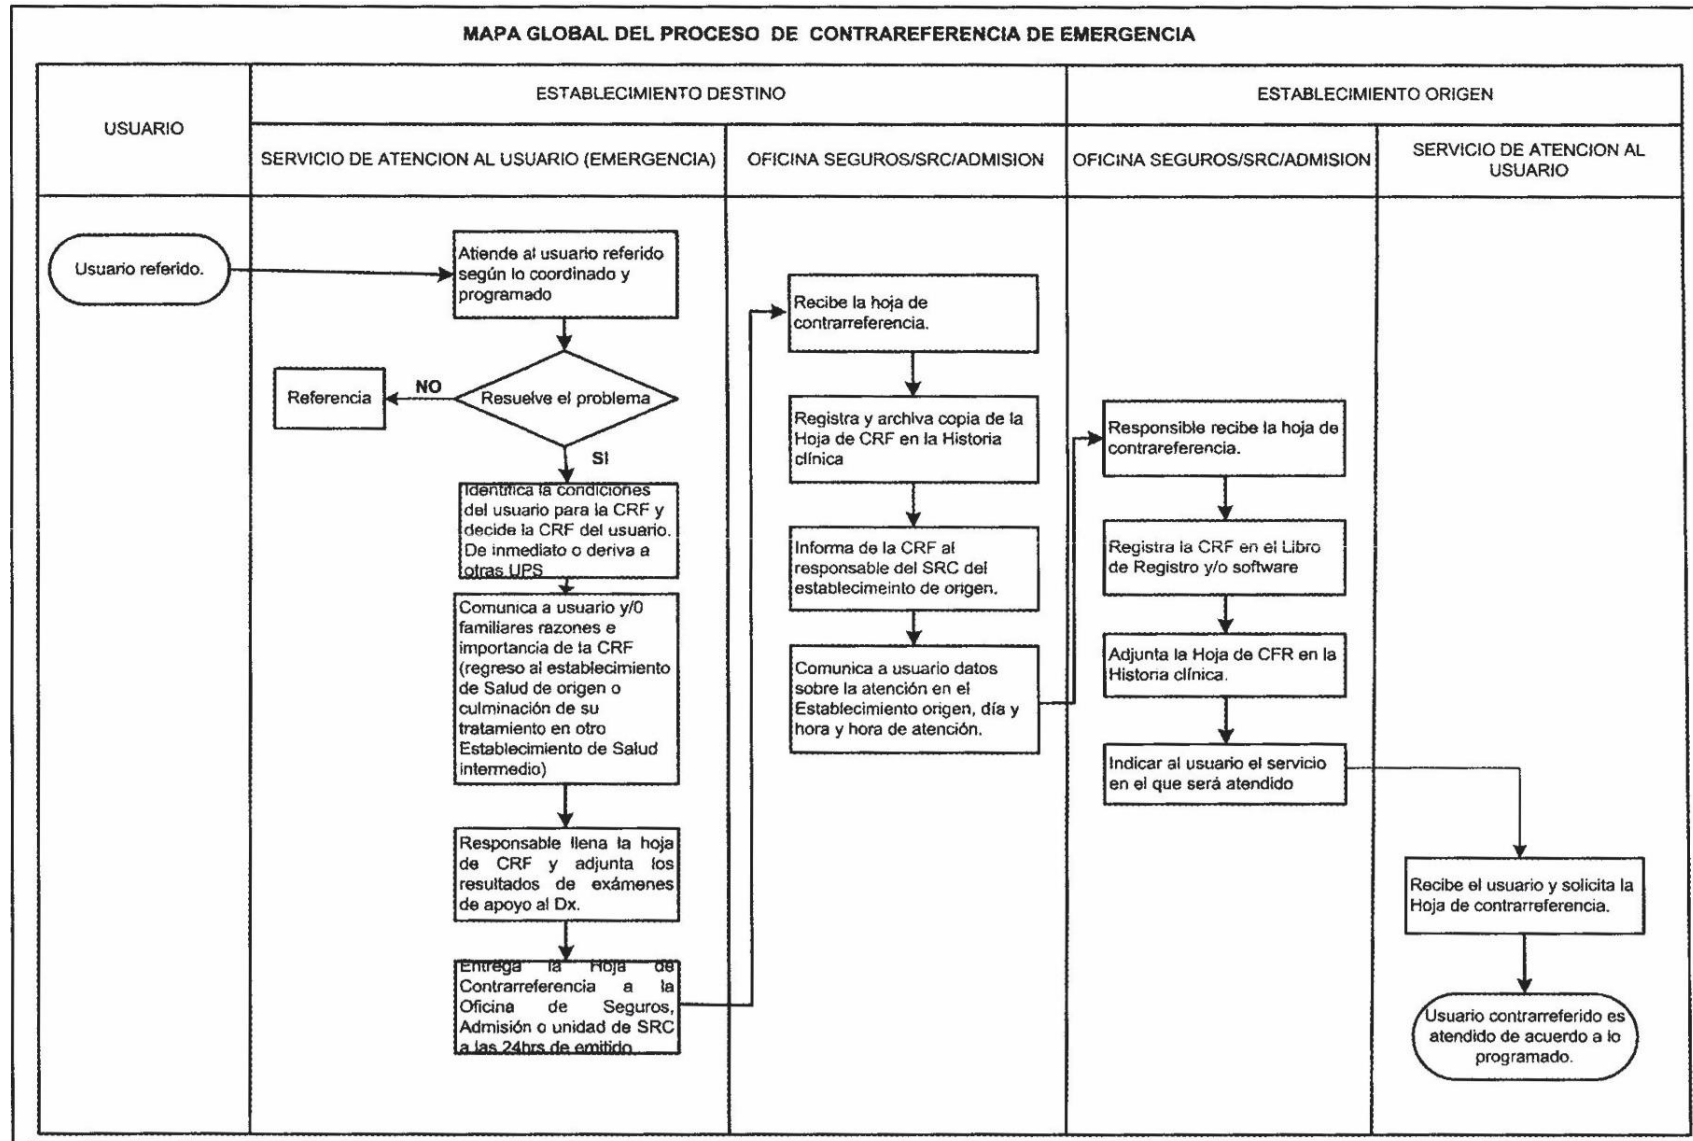 MAPA GLOBAL DEL PROCESO DE CONTRAREFERENCIA DE EMERGENCIA
USUARIO
ESTABLECIMIENTO DESTINO
ESTABLECIMIENTO ORIGEN
SERVICIO DE ATENCION AL USUARIO (EMERGENCIA)
OFICINA SEGUROS/SRC/ADMISION
OFICINA SEGUROS/SRC/ADMISION
SERVICIO DE ATENCION AL
USUARIO
Usuario referido.
Atiende al usuario referido
según lo coordinado y
programado
Resuelve el problema
NO
Referencia
SI
Identifica la condiciones
del usuario para la CRF y
decide la CRF del usuario.
De inmediato o deriva a
otras UPS
Comunica a usuario y/0
familiares razones e
importancia de la CRF
(regreso al establecimiento
de Salud de origen o
culminación de su
tratamiento en otro
Establecimiento de Salud
intermedio)
Responsable llena la hoja
de CRF y adjunta los
resultados de exámenes
de apoyo al Dx.
Entrega la Hoja de
Contrarreferencia a la
Oficina de Seguros,
Admisión o unidad de SRC
a las 24hrs de emitido
Recibe la hoja de
contrarreferencia.
Registra y archiva copia de la
Hoja de CRF en la Historia
clínica
Informa de la CRF al
responsable del SRC del
establecimeinto de origen.
Comunica a usuario datos
sobre la atención en el
Establecimiento origen, día y
hora y hora de atención.
Responsible recibe la hoja de
contrareferencia.
Registra la CRF en el Libro
de Registro y/o software
Adjunta la Hoja de CFR en la
Historia clínica.
Indicar al usuario el servicio
en el que será atendido
Recibe el usuario y solicita la
Hoja de contrarreferencia.
Usuario contrarreferido es
atendido de acuerdo a lo
programado.